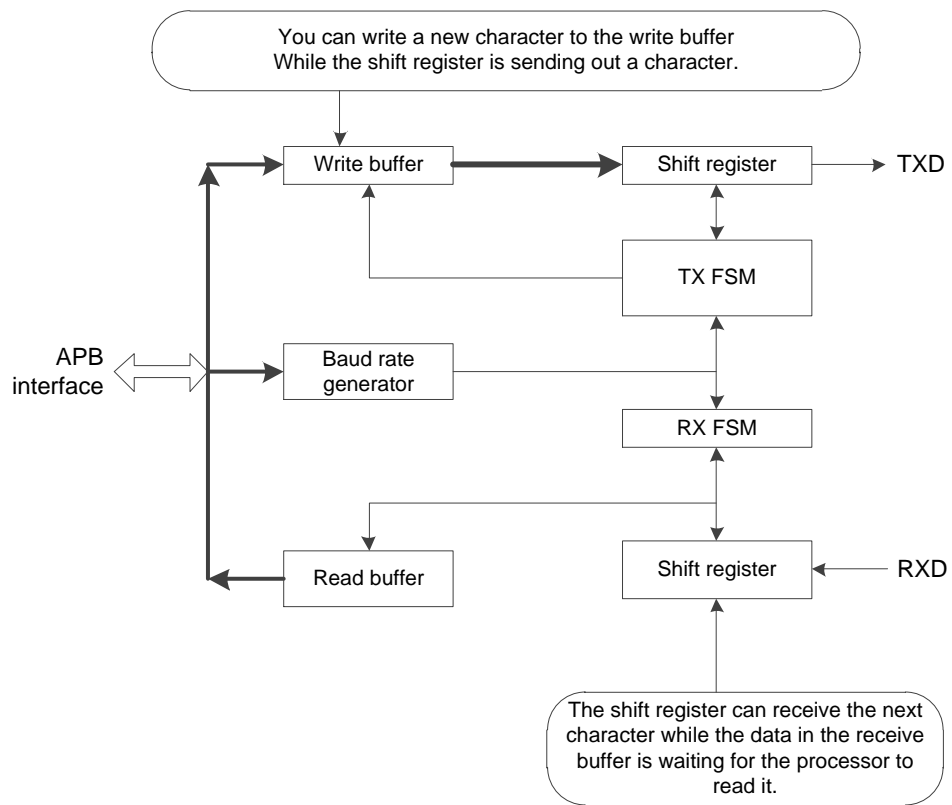 You can write a new character to the write buffer
While the shift register is sending out a character.
Write buffer
Shift register
TXD
TX FSM
APB
interface
Baud rate
generator
RX FSM
Read buffer
Shift register
RXD
The shift register can receive the next
character while the data in the receive
buffer is waiting for the processor to
read it.